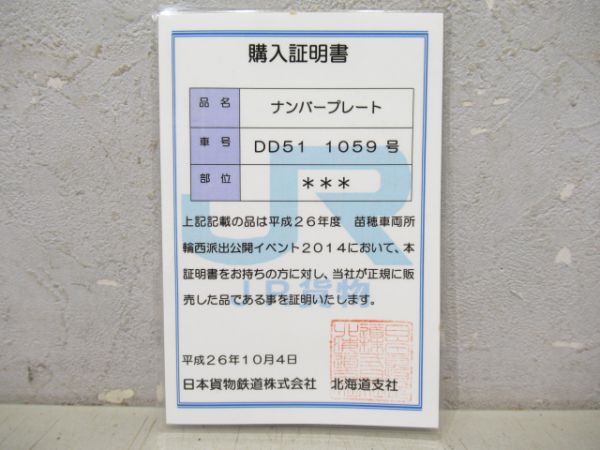 購入証明書
品名 ナンバープレート
車号 DD51 1059号
部位 ***
上記記載の品は平成26年度 苗穂車両所
輪西派出公開イベント2014において、本
証明書をお持ちの方に対し、当社が正規に販
売した品である事を証明いたします。
JR貨物
平成26年10月4日
日本貨物鉄道株式会社 北海道支社